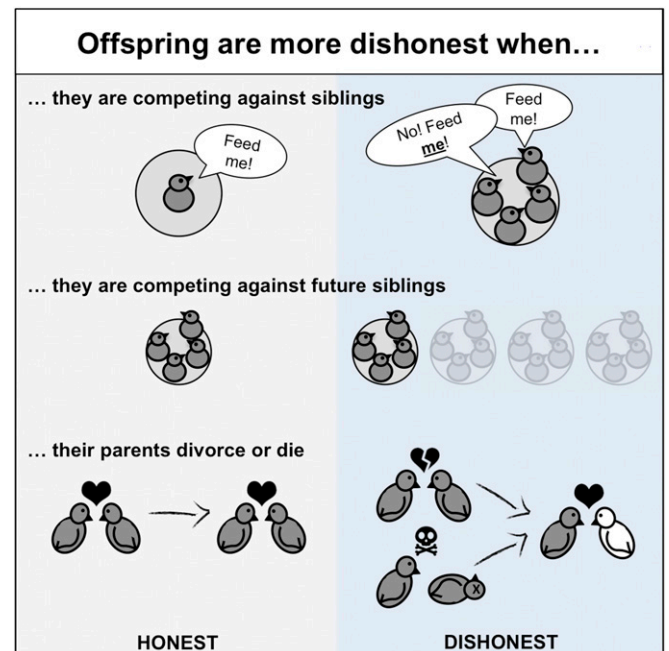 Offspring are more dishonest when...
... they are competing against siblings
Feed
me!
No! Feed
me!
Feed
me!
... they are competing against future siblings
... their parents divorce or die
x
HONEST
DISHONEST